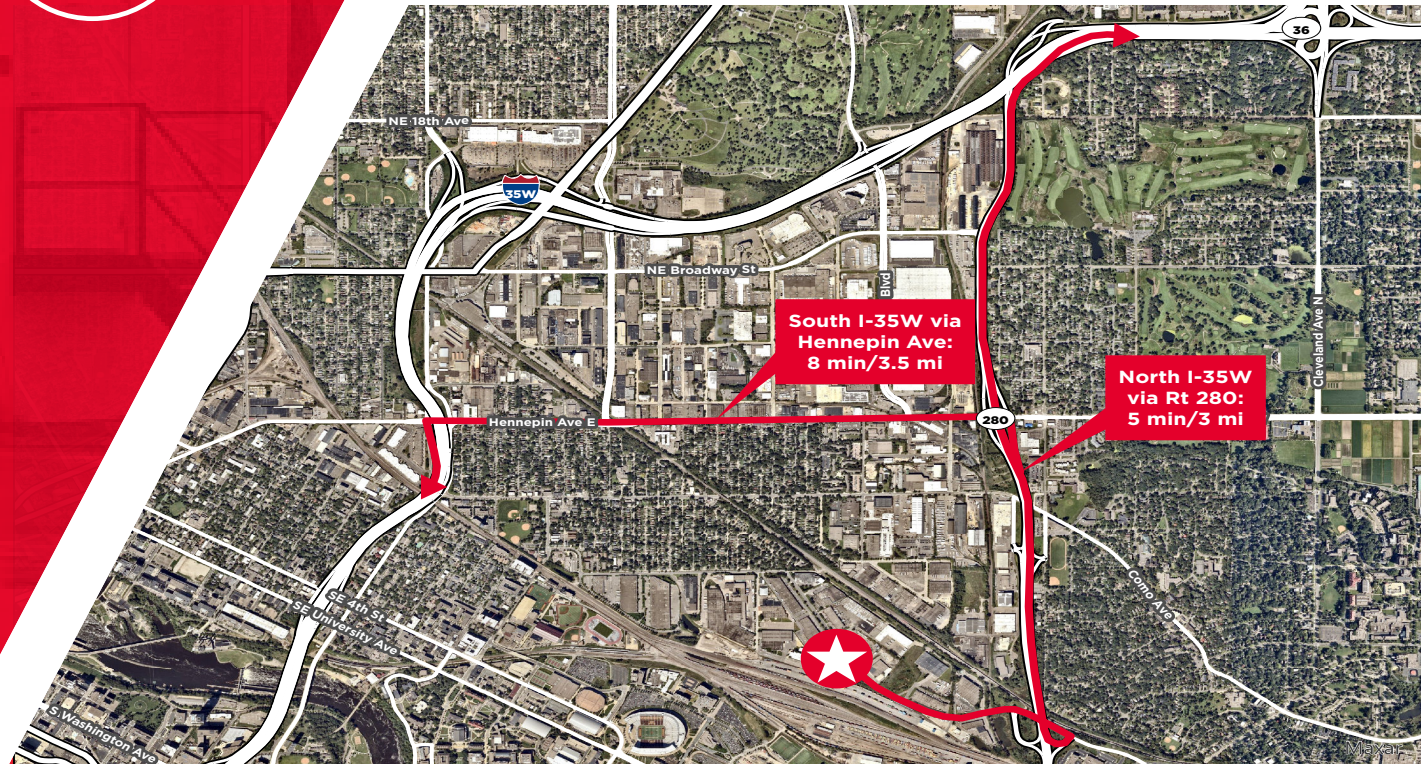 36
NE 18th Ave
35W
NE Broadway St
Blvd
South I-35W via
Hennepin Ave:
8 min/3.5 mi
Cleveland Ave N
North I-35W
via Rt 280:
5 min/3 mi
Hennepin Ave E
280
Como Ave
SE 4th St
SE University Ave
S.Washington Ave
Maxar